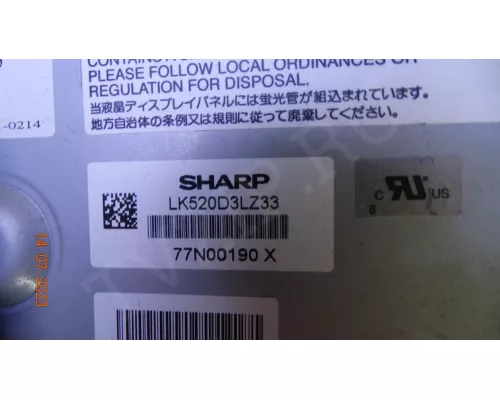 PLEASE FOLLOW LOCAL ORDINANCES OR
REGULATION FOR DISPOSAL.
当液晶ディスプレイパネルには蛍光管が組込まれています。
地方自治体の条例又は規則に従って廃棄してください。
-0214
SHARP
LK520D3LZ33
77N00190 X
c RU US
8
14 07 2023